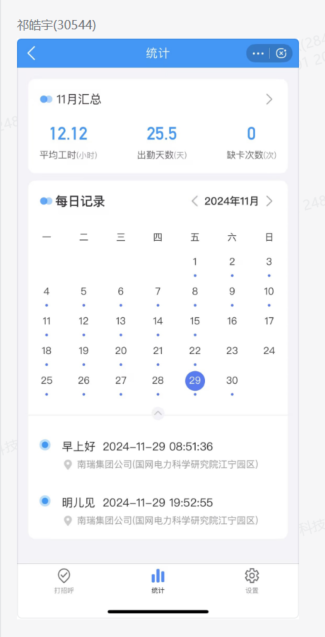 祁皓宇(30544)
统计
11月汇总
12.12 25.5 0
平均工时(小时) 出勤天数(天) 缺卡次数(次)
每日记录 2024年11月
一 二 三 四 五 六 日
1 2 3
4 5 6 7 8 9 10
11 12 13 14 15 16 17
18 19 20 21 22 23 24
25 26 27 28 29 30
早上好 2024-11-29 08:51:36
南瑞集团公司(国网电力科学研究院江宁园区)
明儿见 2024-11-29 19:52:55
南瑞集团公司(国网电力科学研究院江宁园区)
打招呼 统计 设置